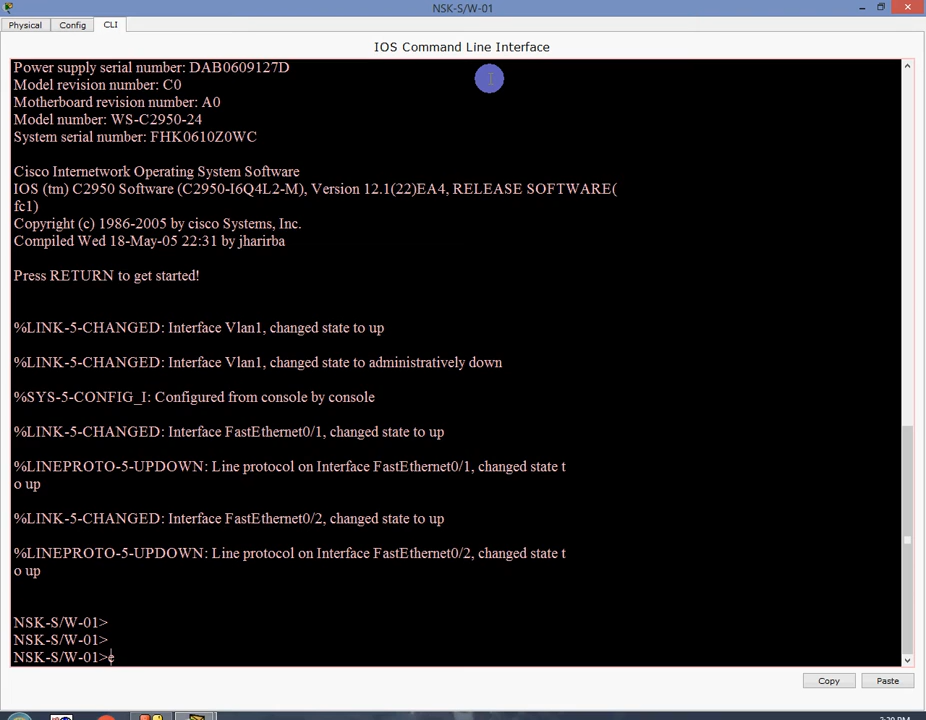 NSK-S/W-01
Physical
Config
CLI
IOS Command Line Interface
Power supply serial number: DAB0609127D
Model revision number: C0
Motherboard revision number: A0
Model number: WS-C2950-24
System serial number: FHK0610Z0WC
Cisco Internetwork Operating System Software
IOS (tm) C2950 Software (C2950-I6Q4L2-M), Version 12.1(22)EA4, RELEASE SOFTWARE(
fc1)
Copyright (c) 1986-2005 by cisco Systems, Inc.
Compiled Wed 18-May-05 22:31 by jharirba
Press RETURN to get started!
%LINK-5-CHANGED: Interface Vlan1, changed state to up
%LINK-5-CHANGED: Interface Vlan1, changed state to administratively down
%SYS-5-CONFIG_I: Configured from console by console
%LINK-5-CHANGED: Interface FastEthernet0/1, changed state to up
%LINEPROTO-5-UPDOWN: Line protocol on Interface FastEthernet0/1, changed state t
o up
%LINK-5-CHANGED: Interface FastEthernet0/2, changed state to up
%LINEPROTO-5-UPDOWN: Line protocol on Interface FastEthernet0/2, changed state t
o up
NSK-S/W-01>
NSK-S/W-01>
NSK-S/W-01>e
Copy
Paste